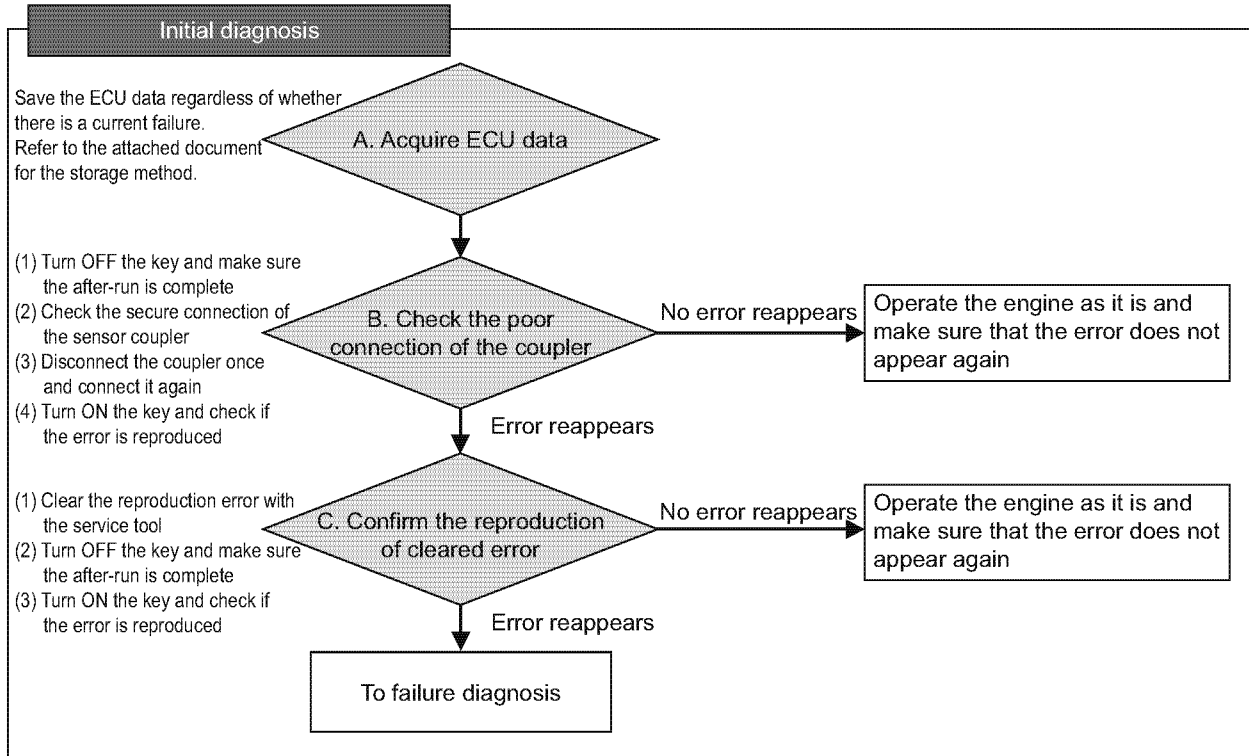 Initial diagnosis
Save the ECU data regardless of whether
there is a current failure.
Refer to the attached document
for the storage method.
A. Acquire ECU data
(1) Turn OFF the key and make sure
the after-run is complete
(2) Check the secure connection of
the sensor coupler
(3) Disconnect the coupler once
and connect it again
(4) Turn ON the key and check if
the error is reproduced
B. Check the poor
connection of the coupler
No error reappears
Operate the engine as it is and
make sure that the error does not
appear again
Error reappears
(1) Clear the reproduction error with
the service tool
(2) Turn OFF the key and make sure
the after-run is complete
(3) Turn ON the key and check if
the error is reproduced
C. Confirm the reproduction
of cleared error
No error reappears
Operate the engine as it is and
make sure that the error does not
appear again
Error reappears
To failure diagnosis